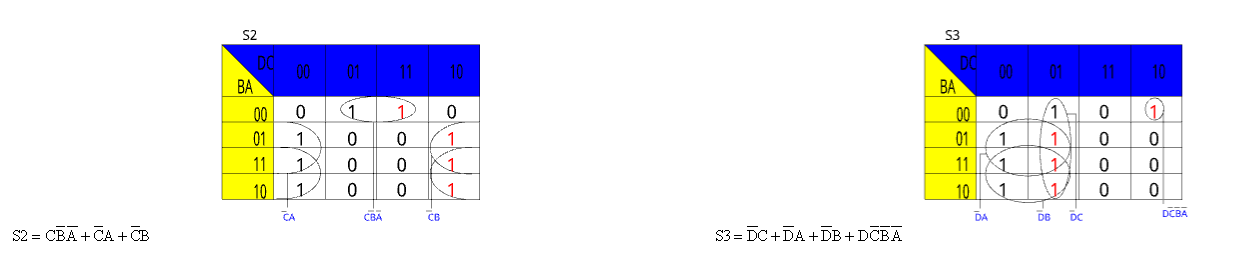 S2
DC
BA
00 01 11 10
00 0 1 1 0
01 1 0 0 1
11 1 0 0 1
10 1 0 0 1
C̅A CB̅A̅ C̅B
S2 = CB̅A̅ + C̅A + C̅B
S3
DC
BA
00 01 11 10
00 0 1 0 1
01 1 1 0 0
11 1 1 0 0
10 1 1 0 0
D̅A D̅B D̅C DC̅B̅A̅
S3 = D̅C + D̅A + D̅B + DC̅B̅A̅